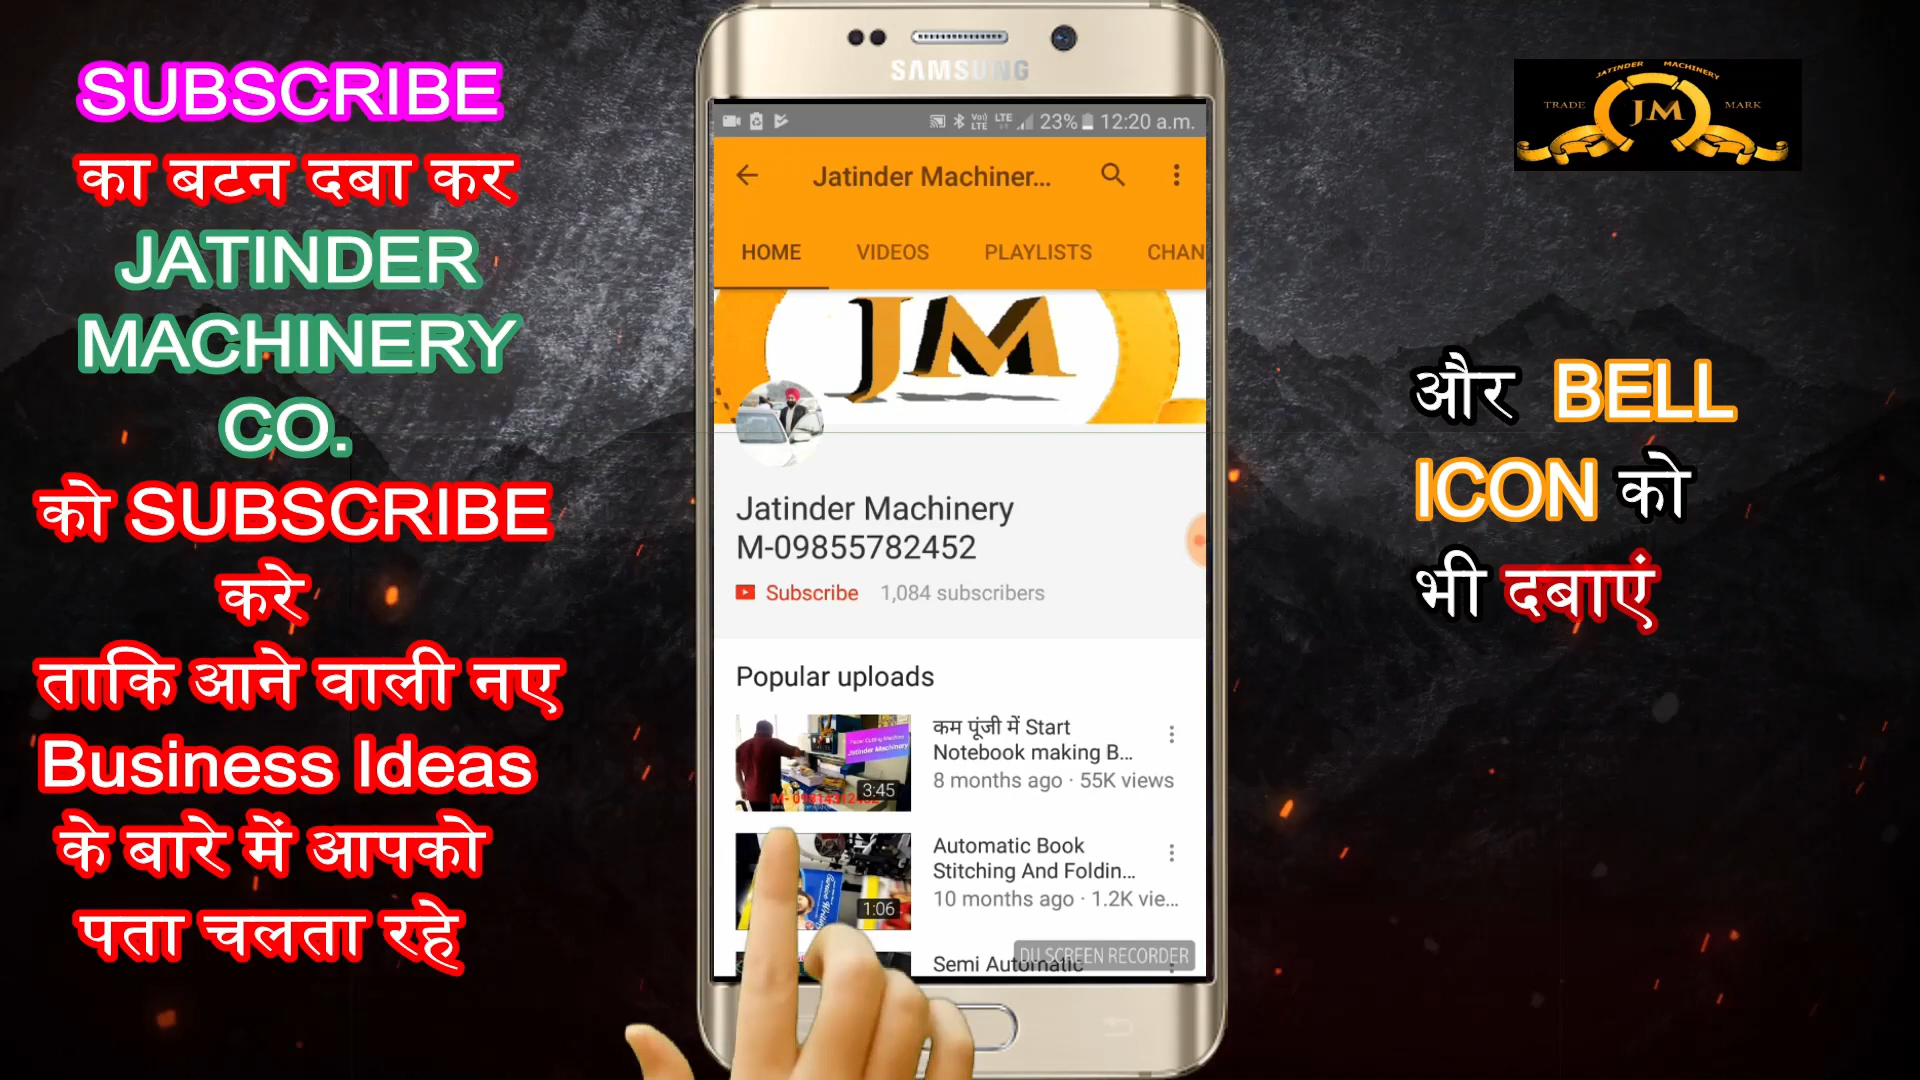 SUBSCRIBE
का बटन दबा कर
JATINDER
MACHINERY
CO.
को SUBSCRIBE
करे
ताकि आने वाली नए
Business Ideas
के बारे में आपको
पता चलता रहे
SAMSUNG
23% 12:20 a.m.
Jatinder Machiner...
HOME VIDEOS PLAYLISTS CHAN
JM
Jatinder Machinery
M-09855782452
Subscribe 1,084 subscribers
Popular uploads
कम पूंजी में Start
Notebook making B...
8 months ago · 55K views
Jatinder Machinery
3:45
Automatic Book
Stitching And Foldin...
10 months ago · 1.2K vie...
1:06
Semi Automatic
DU SCREEN RECORDER
JATINDER MACHINERY
TRADE JM MARK
और BELL
ICON को
भी दबाएं